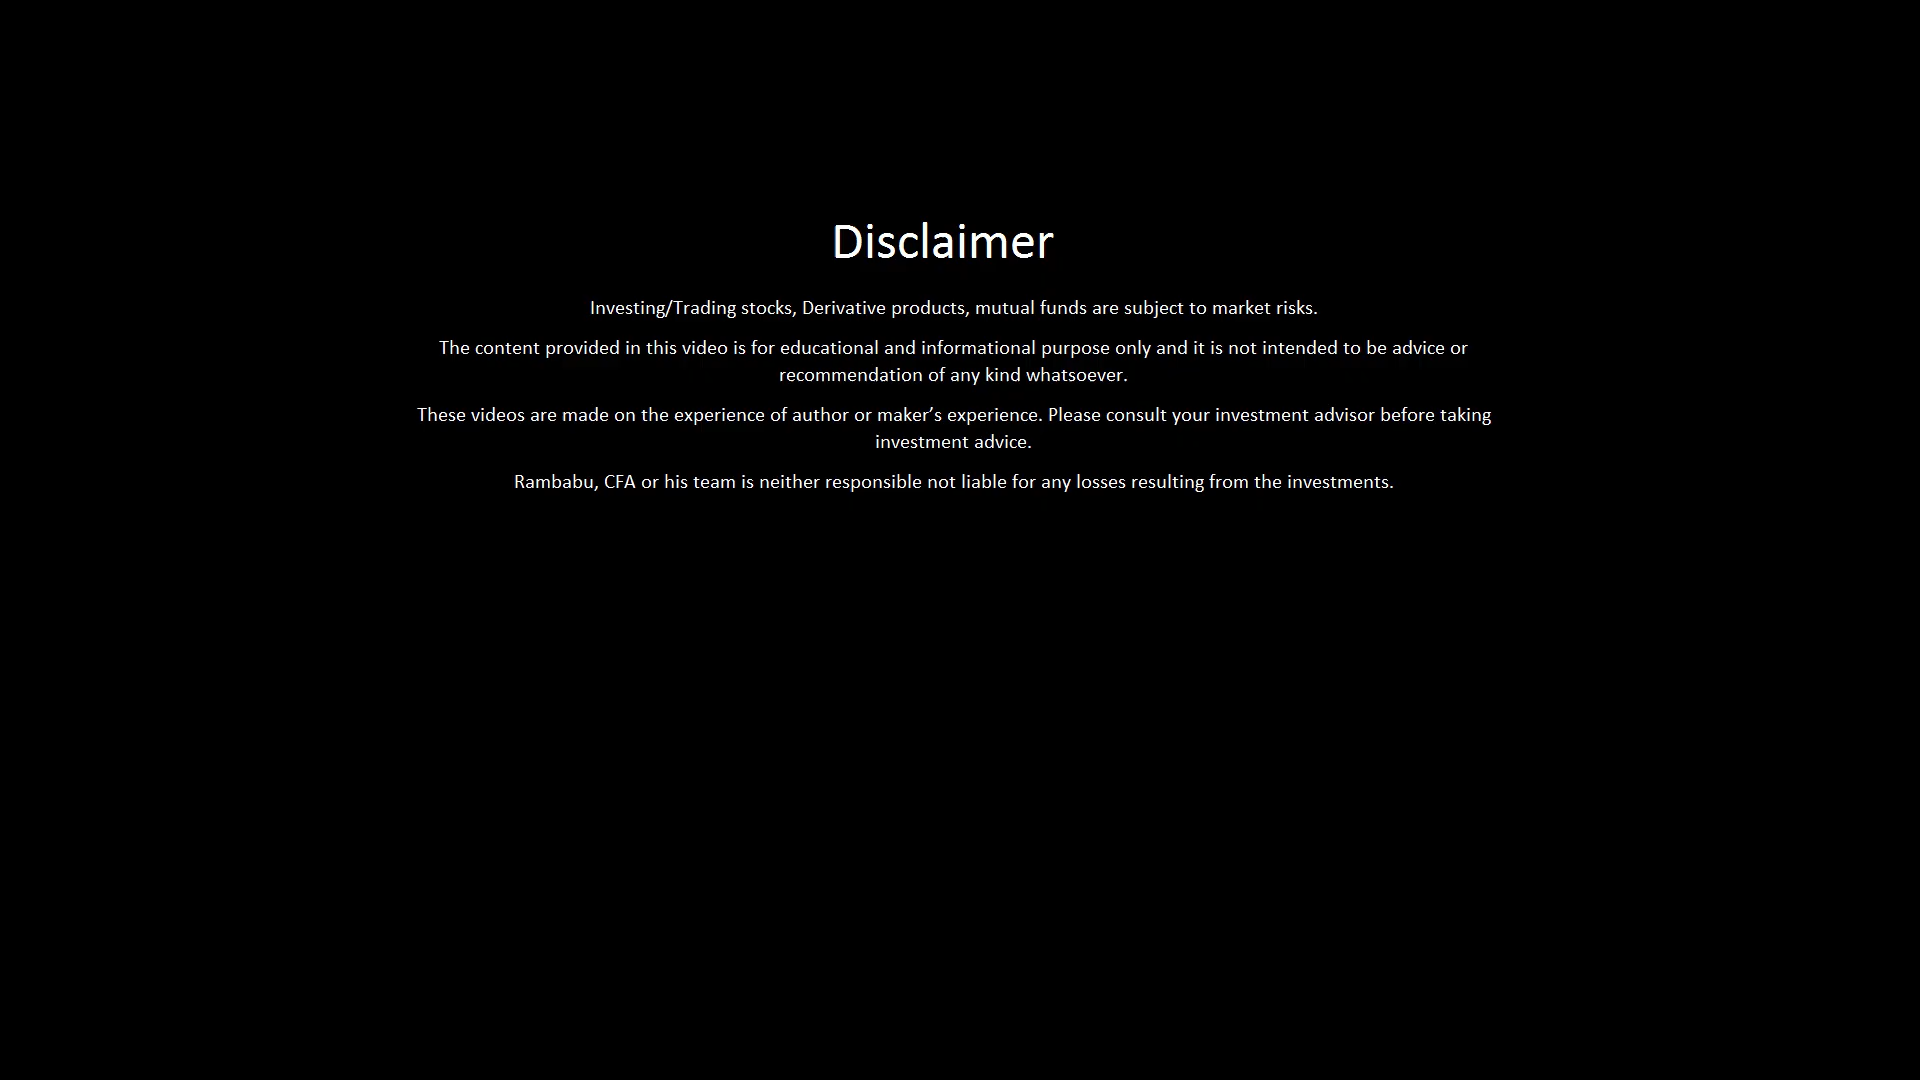 Disclaimer
Investing/Trading stocks, Derivative products, mutual funds are subject to market risks.
The content provided in this video is for educational and informational purpose only and it is not intended to be advice or
recommendation of any kind whatsoever.
These videos are made on the experience of author or maker’s experience. Please consult your investment advisor before taking
investment advice.
Rambabu, CFA or his team is neither responsible not liable for any losses resulting from the investments.